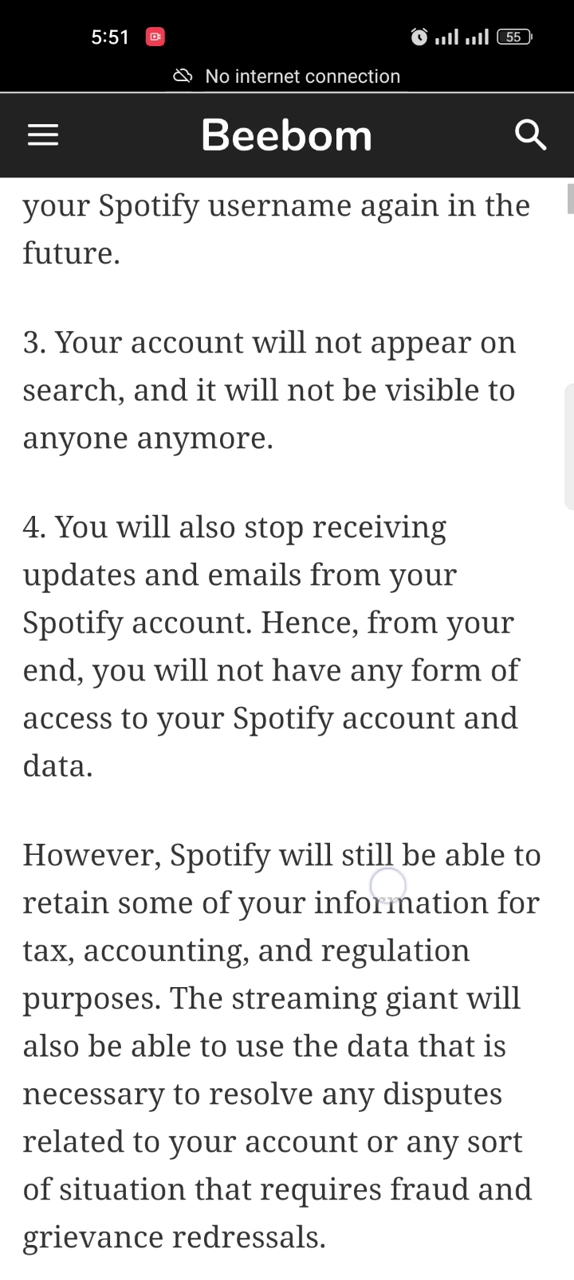 5:51
55
No internet connection
Beebom
your Spotify username again in the
future.
3. Your account will not appear on
search, and it will not be visible to
anyone anymore.
4. You will also stop receiving
updates and emails from your
Spotify account. Hence, from your
end, you will not have any form of
access to your Spotify account and
data.
However, Spotify will still be able to
retain some of your information for
tax, accounting, and regulation
purposes. The streaming giant will
also be able to use the data that is
necessary to resolve any disputes
related to your account or any sort
of situation that requires fraud and
grievance redressals.